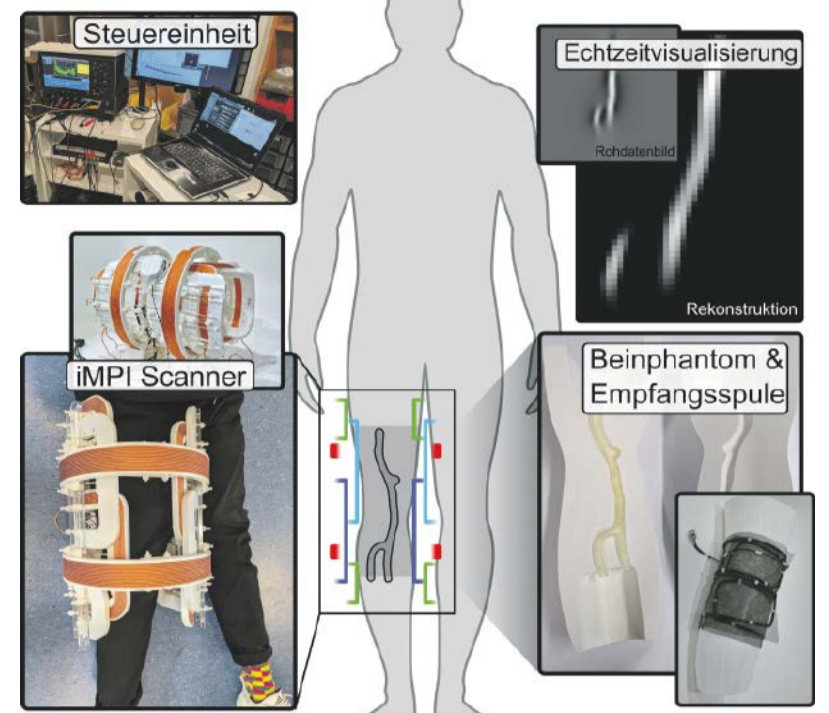 Steuereinheit
Echtzeitvisualisierung
Rohdatenbild
Rekonstruktion
iMPI Scanner
Beinphantom &
Empfangsspule